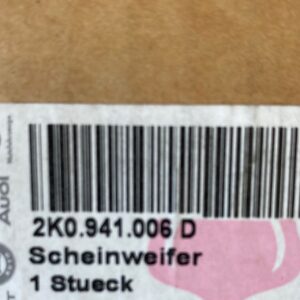 2K0.941.006 D
Scheinweifer
1 Stueck
Audi